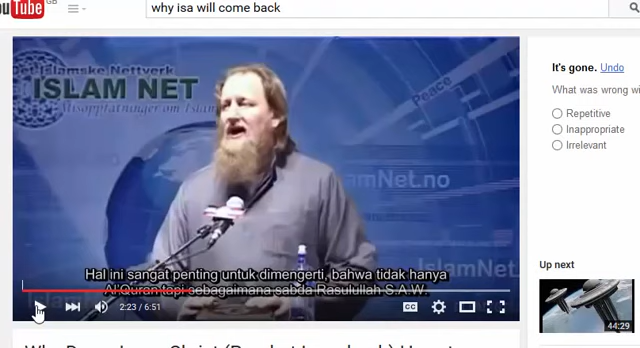 Tube GB
why isa will come back
Det Islamske Nettverk
ISLAM NET
Misoppfatninger om Islam
Peace
IslamNet.no
IslamNet.
Hal ini sangat penting untuk dimengerti, bahwa tidak hanya
Al Quran tapi sebagaimana sabda Rasulullah S.A.W.
2:23 / 6:51
CC
It's gone. Undo
What was wrong
Repetitive
Inappropriate
Irrelevant
Up next
44:29